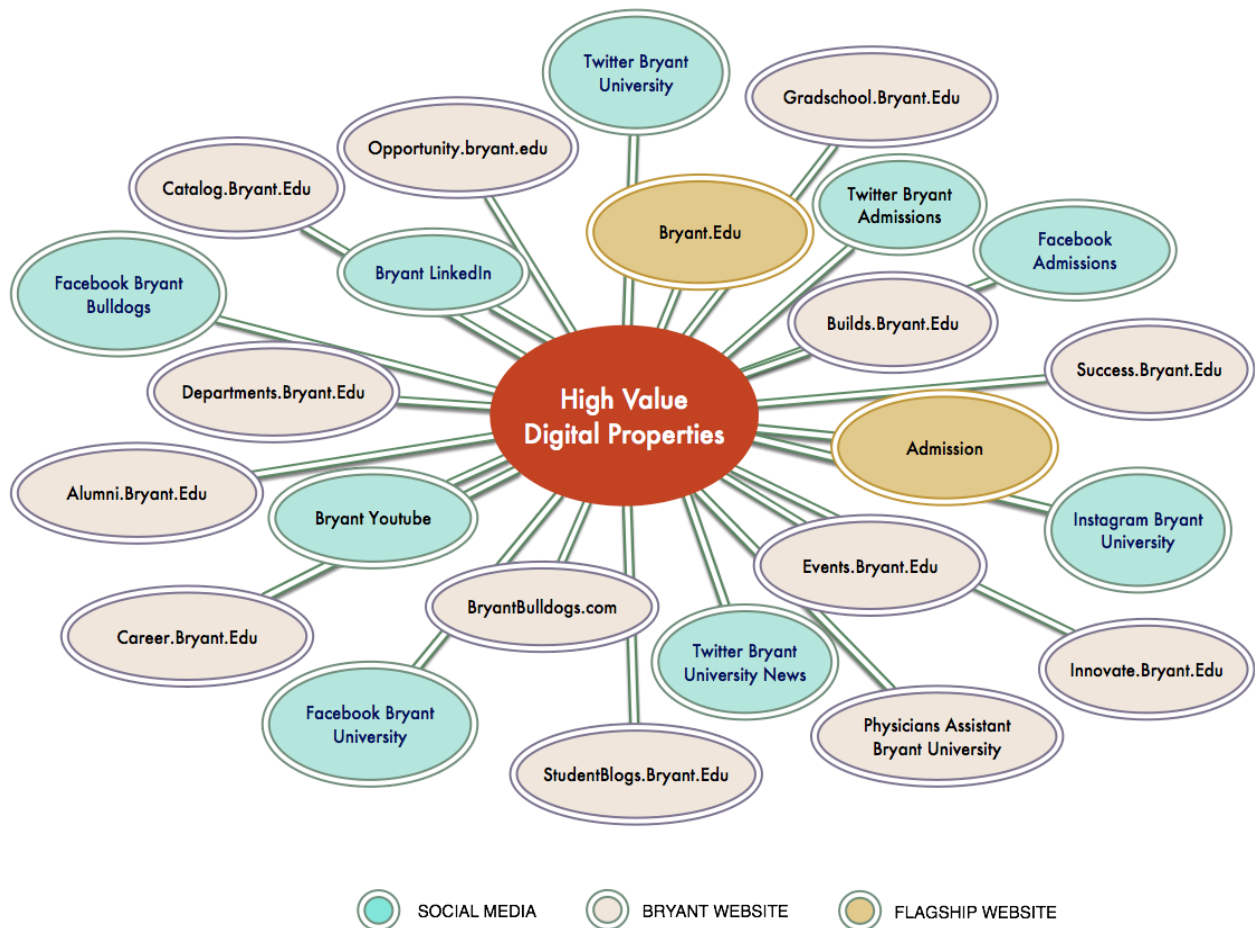 Twitter Bryant
University
Gradschool.Bryant.Edu
Opportunity.bryant.edu
Catalog.Bryant.Edu
Twitter Bryant
Admissions
Bryant.Edu
Facebook
Admissions
Bryant LinkedIn
Facebook Bryant
Bulldogs
Builds.Bryant.Edu
Success.Bryant.Edu
Departments.Bryant.Edu
High Value
Digital Properties
Admission
Alumni.Bryant.Edu
Bryant Youtube
Instagram Bryant
University
Events.Bryant.Edu
BryantBulldogs.com
Career.Bryant.Edu
Twitter Bryant
University News
Innovate.Bryant.Edu
Facebook Bryant
University
Physicians Assistant
Bryant University
StudentBlogs.Bryant.Edu
SOCIAL MEDIA
BRYANT WEBSITE
FLAGSHIP WEBSITE